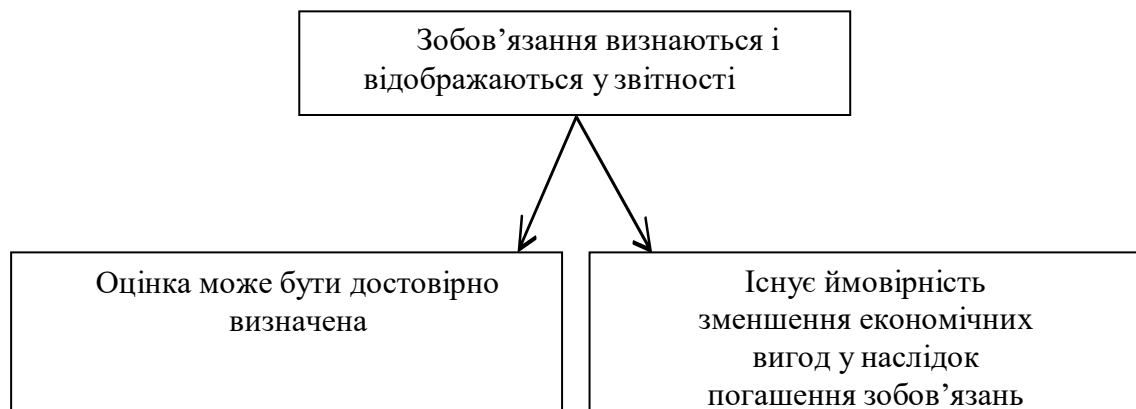 Зобов’язання визнаються і
відображаються у звітності
Оцінка може бути достовірно
визначена
Існує ймовірність
зменшення економічних
вигод у наслідок
погашення зобов’язань